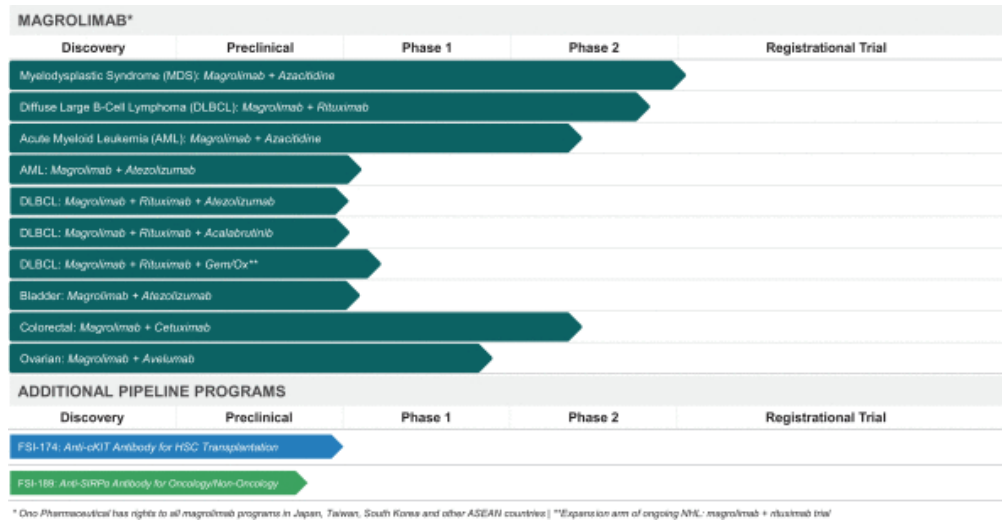 MAGROLIMAB*
Discovery Preclinical Phase 1 Phase 2 Registrational Trial
Myelodysplastic Syndrome (MDS): Magrolimab + Azacitidine
Diffuse Large B-Cell Lymphoma (DLBCL): Magrolimab + Rituximab
Acute Myeloid Leukemia (AML): Magrolimab + Azacitidine
AML: Magrolimab + Atezolizumab
DLBCL: Magrolimab + Rituximab + Atezolizumab
DLBCL: Magrolimab + Rituximab + Acalabrutinib
DLBCL: Magrolimab + Rituximab + Gem/Ox**
Bladder: Magrolimab + Atezolizumab
Colorectal: Magrolimab + Cetuximab
Ovarian: Magrolimab + Avelumab
ADDITIONAL PIPELINE PROGRAMS
Discovery Preclinical Phase 1 Phase 2 Registrational Trial
FSI-174: Anti-cKIT Antibody for HSC Transplantation
FSI-189: Anti-SIRPα Antibody for Oncology/Non-Oncology
* Ono Pharmaceutical has rights to all magrolimab programs in Japan, Taiwan, South Korea and other ASEAN countries | **Expansion arm of ongoing NHL: magrolimab + rituximab trial